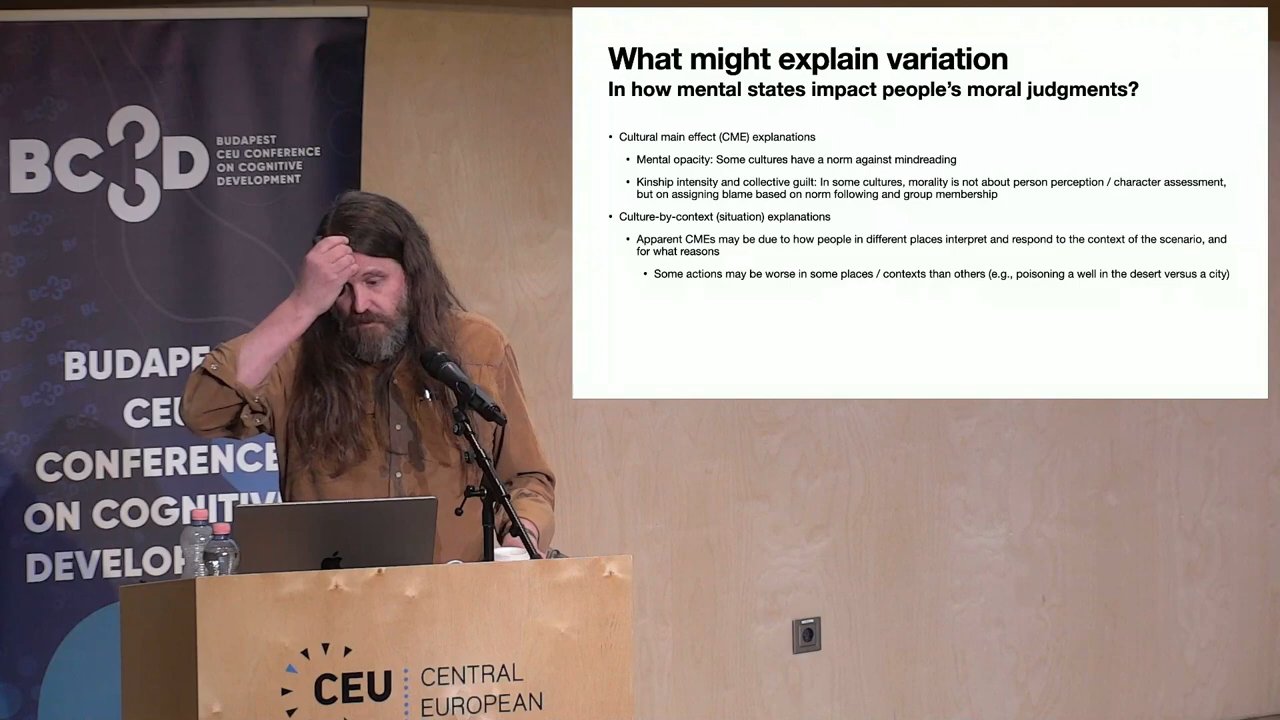 BC3D
BUDAPEST
CEU CONFERENCE
ON COGNITIVE
DEVELOPMENT
BUDAPE
CEU
CONFERENCE
ON COGNITIV
DEVELOP
What might explain variation
In how mental states impact people's moral judgments?
• Cultural main effect (CME) explanations
• Mental opacity: Some cultures have a norm against mindreading
• Kinship intensity and collective guilt: In some cultures, morality is not about person perception / character assessment,
but on assigning blame based on norm following and group membership
• Culture-by-context (situation) explanations
• Apparent CMEs may be due to how people in different places interpret and respond to the context of the scenario, and
for what reasons
• Some actions may be worse in some places / contexts than others (e.g., poisoning a well in the desert versus a city)
CEU
CENTRAL
EUROPEAN